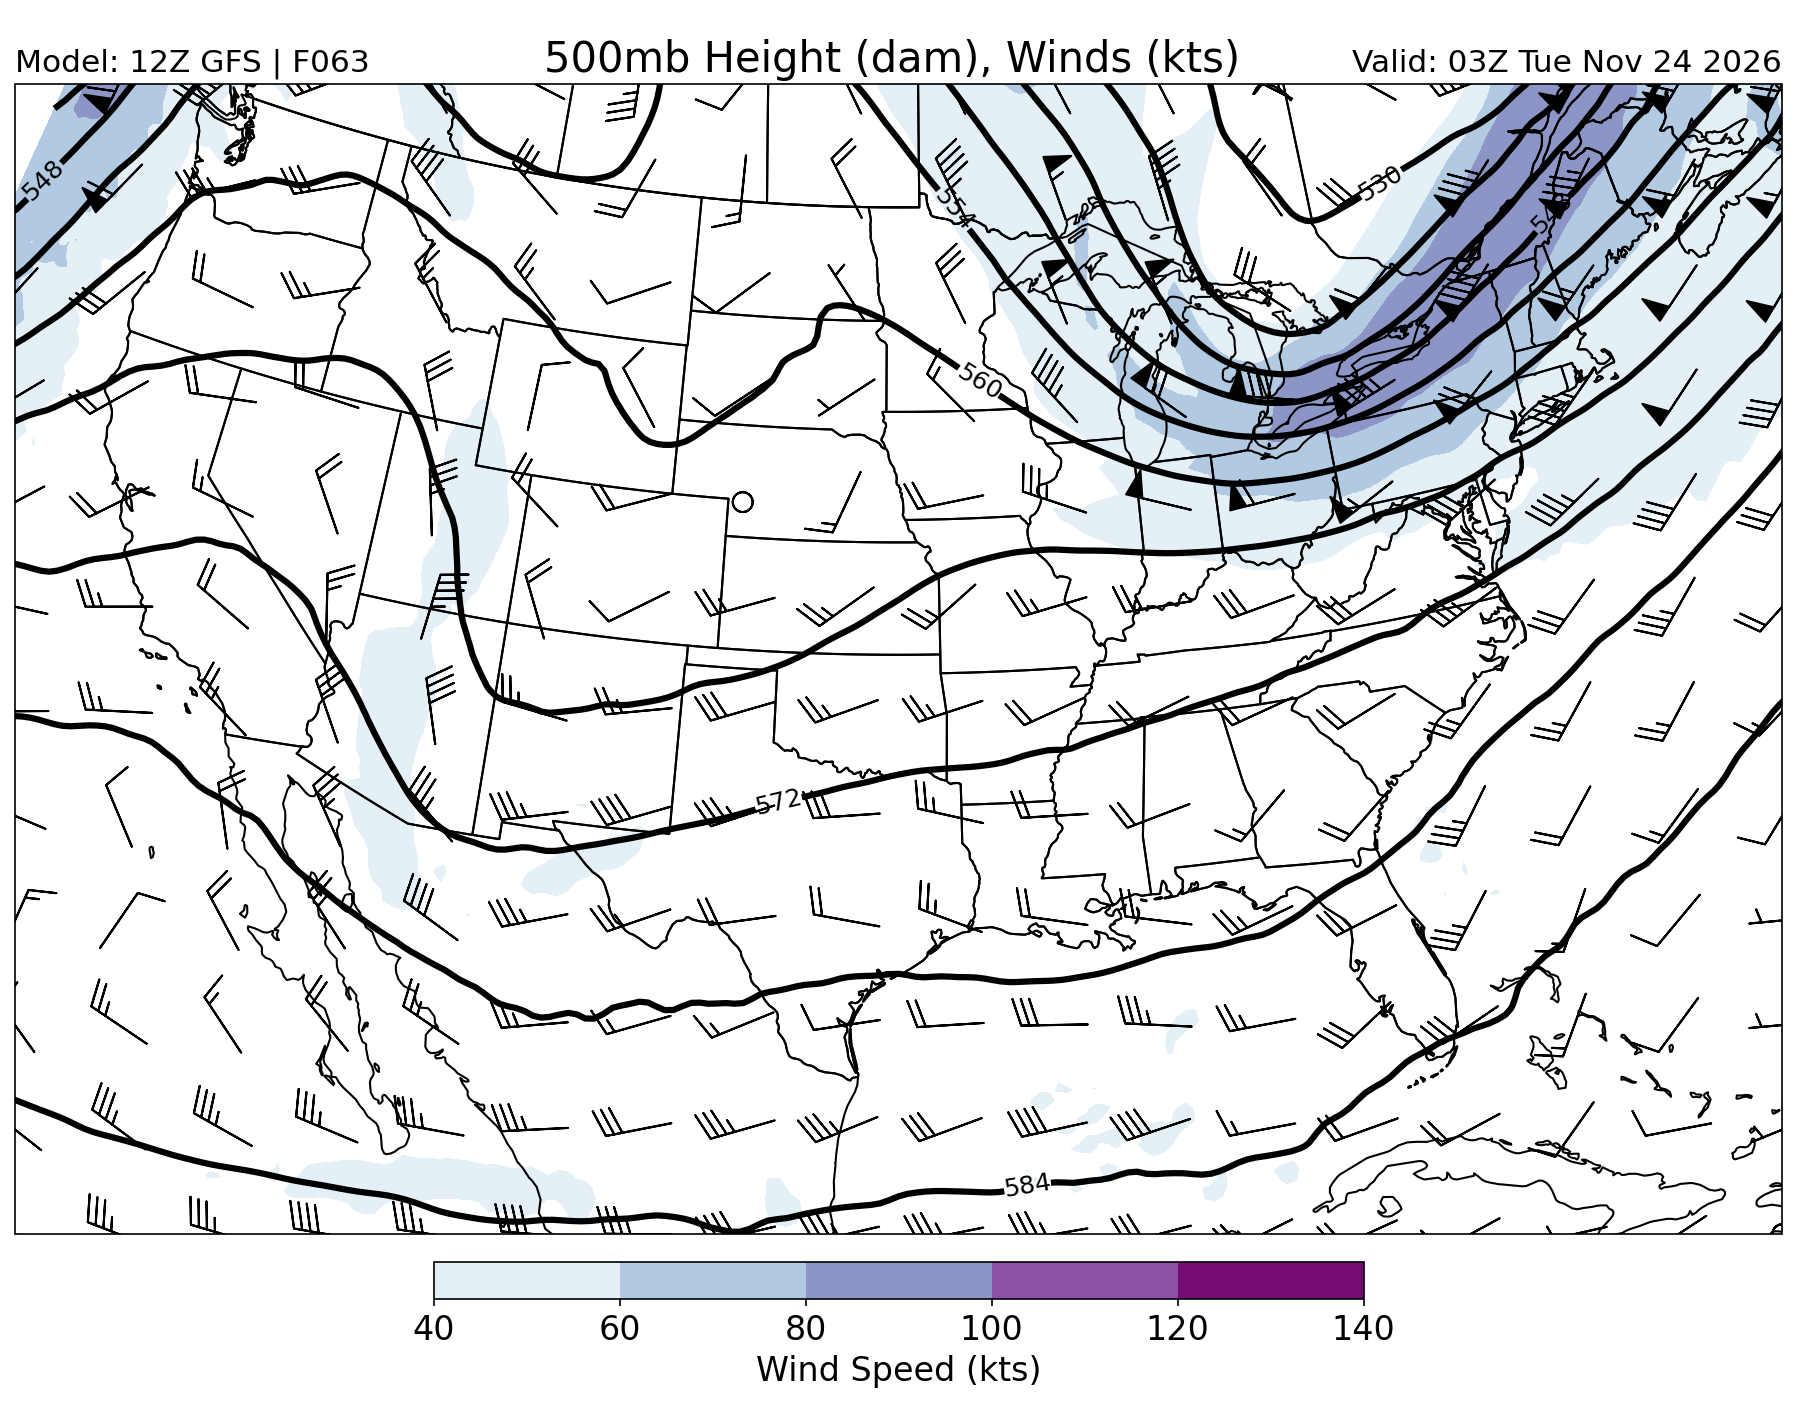 Model: 12Z GFS | F063
500mb Height (dam), Winds (kts)
Valid: 03Z Tue Nov 24 2026
548
530
554
560
572
584
40 60 80 100 120 140
Wind Speed (kts)